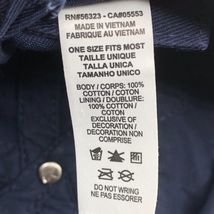 RN#56323 - CA#05553
MADE IN VIETNAM
FABRIQUÉ AU VIETNAM
ONE SIZE FITS MOST
TAILLE UNIQUE
TALLA UNICA
TAMANHO UNICO
BODY / CORPS: 100%
COTTON / COTON
LINING / DOUBLURE:
100% COTTON / COTON
EXCLUSIVE OF
DECORATION /
DECORATION NON
COMPRISE
DO NOT WRING
NE PAS ESSORER